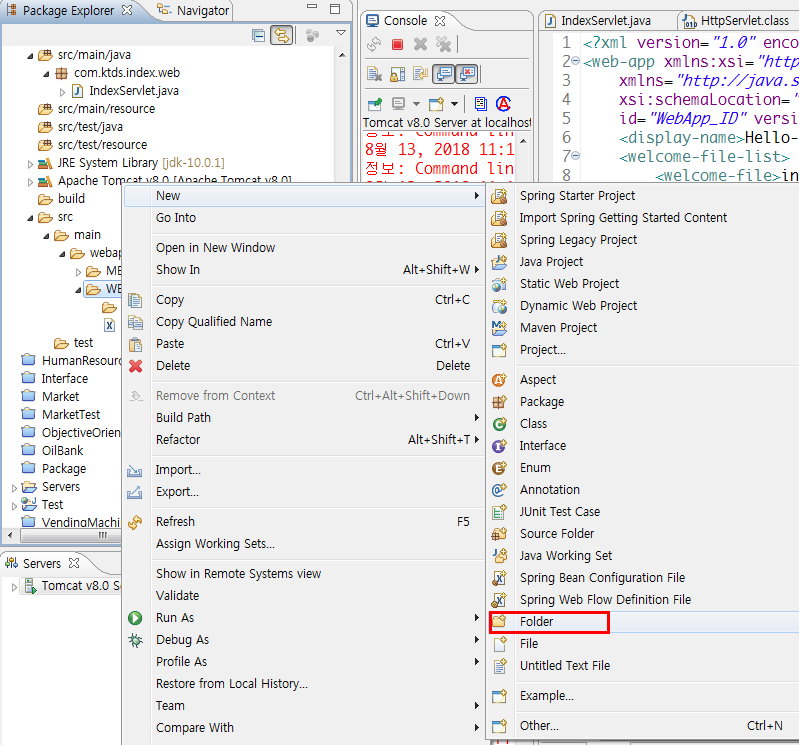 Package Explorer
Navigator
src/main/java
com.ktds.index.web
IndexServlet.java
src/main/resource
src/test/java
src/test/resource
JRE System Library [jdk-10.0.1]
Apache Tomcat v8.0 [Apache Tomcat v8.0]
build
src
main
webap
ME
WE
test
HumanResourc
Interface
Market
MarketTest
ObjectiveOrien
OilBank
Package
Servers
Test
VendingMachi
Servers
Tomcat v8.0 Se
Console
Tomcat v8.0 Server at localhost
정보: Command lin
8월 13, 2018 11:1
정보: Command lin
IndexServlet.java
HttpServlet.class
1 <?xml version="1.0" enco
2 <web-app xmlns:xsi="http
3 xmlns="http://java.s
4 xsi:schemaLocation="
5 id="WebApp_ID" versi
6 <display-name>Hello-
7 <welcome-file-list>
8 <welcome-file>in
New
Go Into
Open in New Window
Show In Alt+Shift+W
Copy Ctrl+C
Copy Qualified Name
Paste Ctrl+V
Delete Delete
Remove from Context Ctrl+Alt+Shift+Down
Build Path
Refactor Alt+Shift+T
Import...
Export...
Refresh F5
Assign Working Sets...
Show in Remote Systems view
Validate
Run As
Debug As
Profile As
Restore from Local History...
Team
Compare With
Spring Starter Project
Import Spring Getting Started Content
Spring Legacy Project
Java Project
Static Web Project
Dynamic Web Project
Maven Project
Project...
Aspect
Package
Class
Interface
Enum
Annotation
JUnit Test Case
Source Folder
Java Working Set
Spring Bean Configuration File
Spring Web Flow Definition File
Folder
File
Untitled Text File
Example...
Other... Ctrl+N